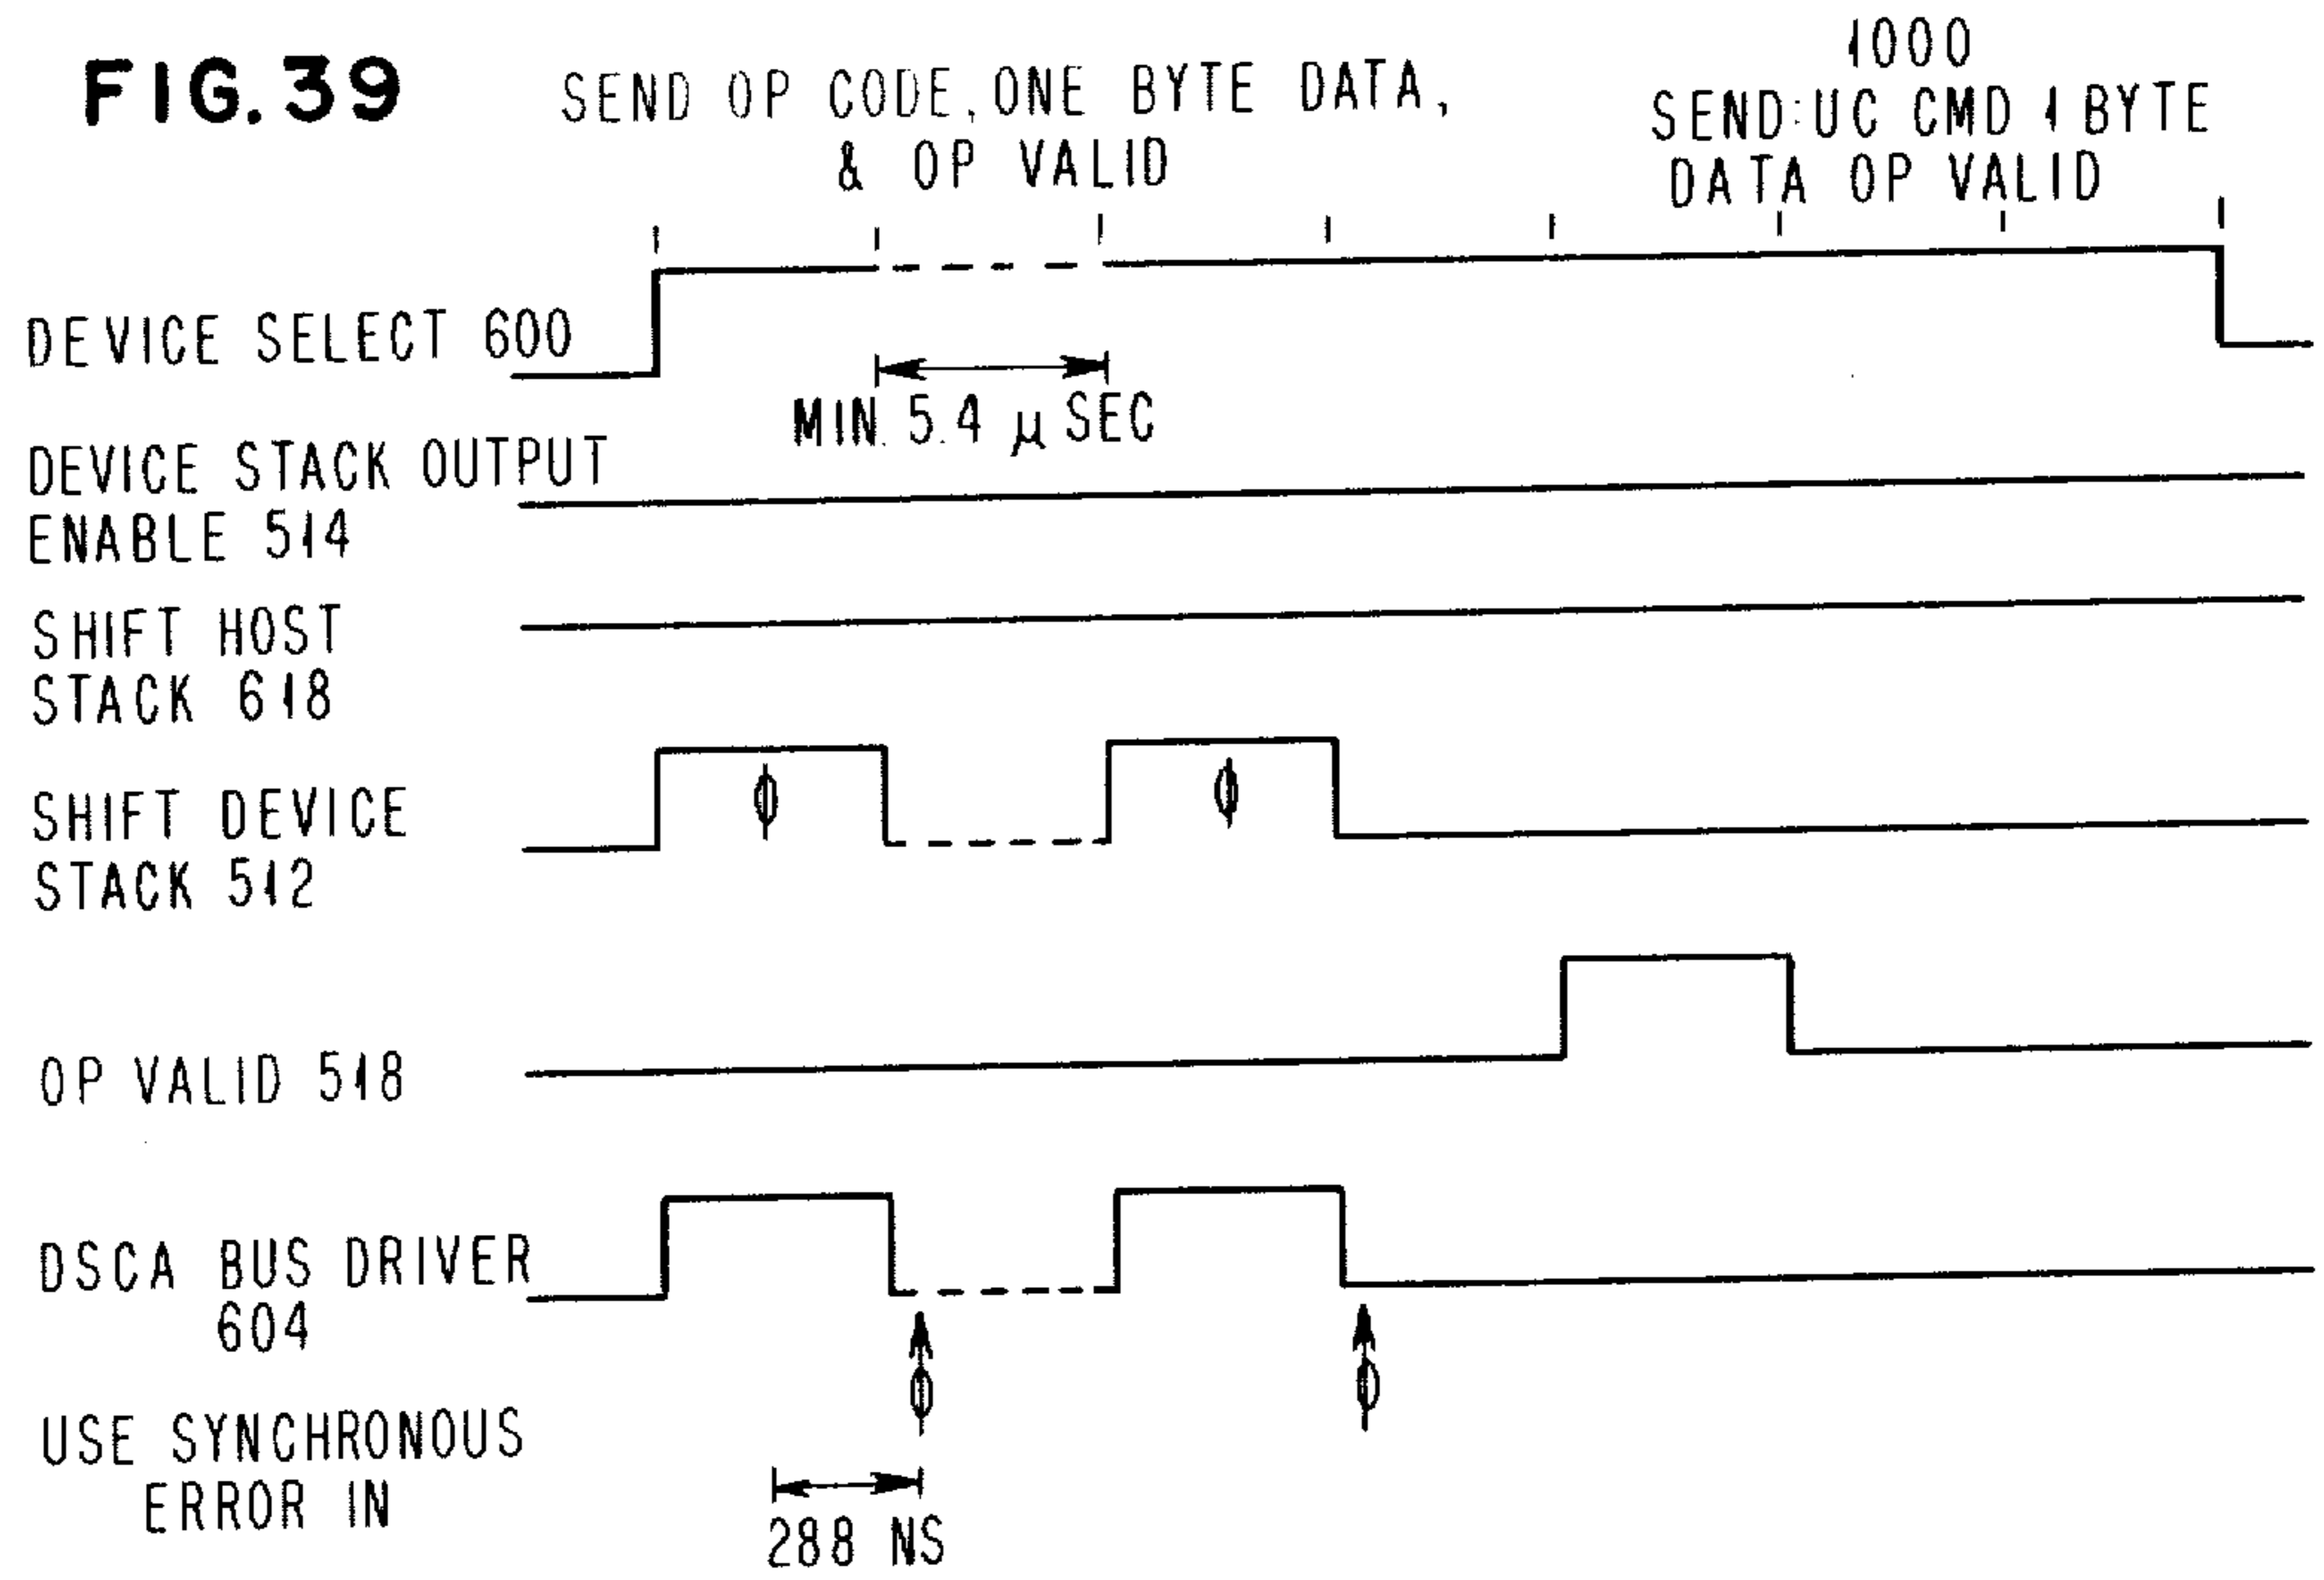 FIG.39
SEND OP CODE, ONE BYTE DATA,
& OP VALID
1000
SEND:UC CMD 1 BYTE
DATA OP VALID
DEVICE SELECT 600
MIN. 5.4 μ SEC
DEVICE STACK OUTPUT
ENABLE 514
SHIFT HOST
STACK 618
SHIFT DEVICE
STACK 512
ϕ
ϕ
OP VALID 518
DSCA BUS DRIVER
604
ϕ
ϕ
USE SYNCHRONOUS
ERROR IN
288 NS